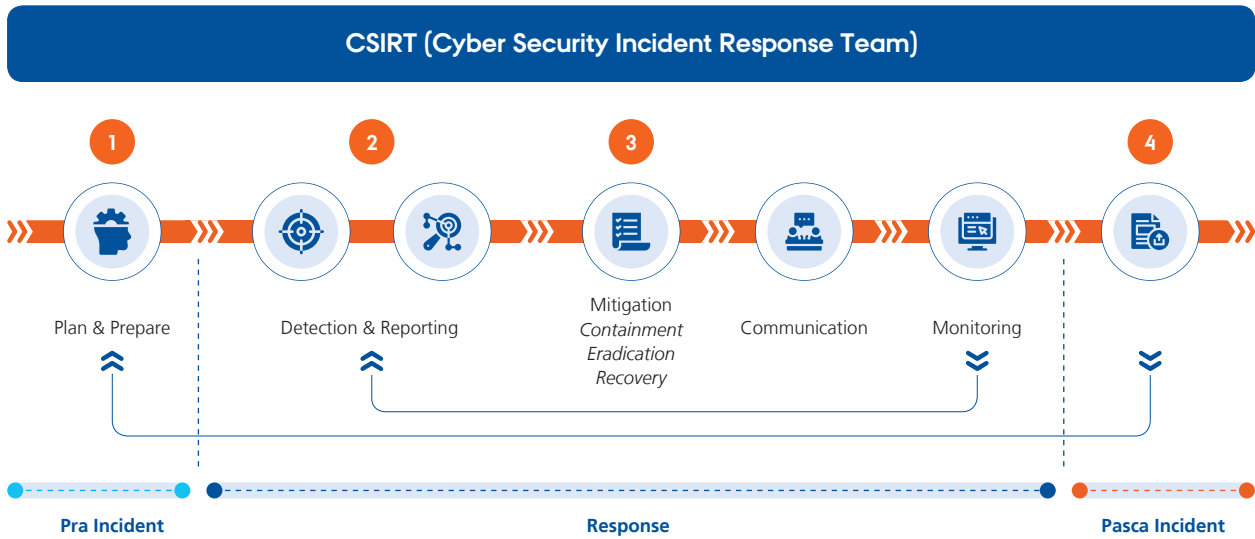 CSIRT (Cyber Security Incident Response Team)
1
2
3
4
Plan & Prepare
Detection & Reporting
Mitigation
Containment
Eradication
Recovery
Communication
Monitoring
Pra Incident
Response
Pasca Incident